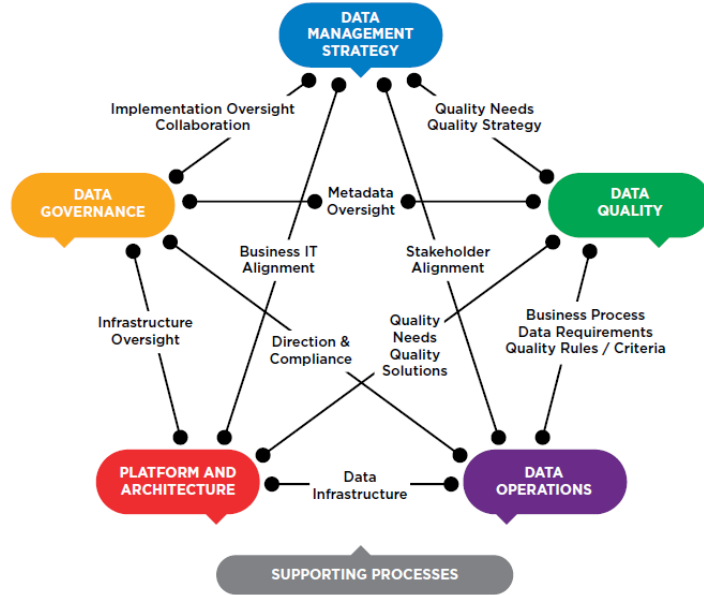 DATA
MANAGEMENT
STRATEGY
Implementation Oversight
Collaboration
Quality Needs
Quality Strategy
DATA
GOVERNANCE
Metadata
Oversight
DATA
QUALITY
Business IT
Alignment
Stakeholder
Alignment
Infrastructure
Oversight
Direction &
Compliance
Quality
Needs
Quality
Solutions
Business Process
Data Requirements
Quality Rules / Criteria
PLATFORM AND
ARCHITECTURE
Data
Infrastructure
DATA
OPERATIONS
SUPPORTING PROCESSES